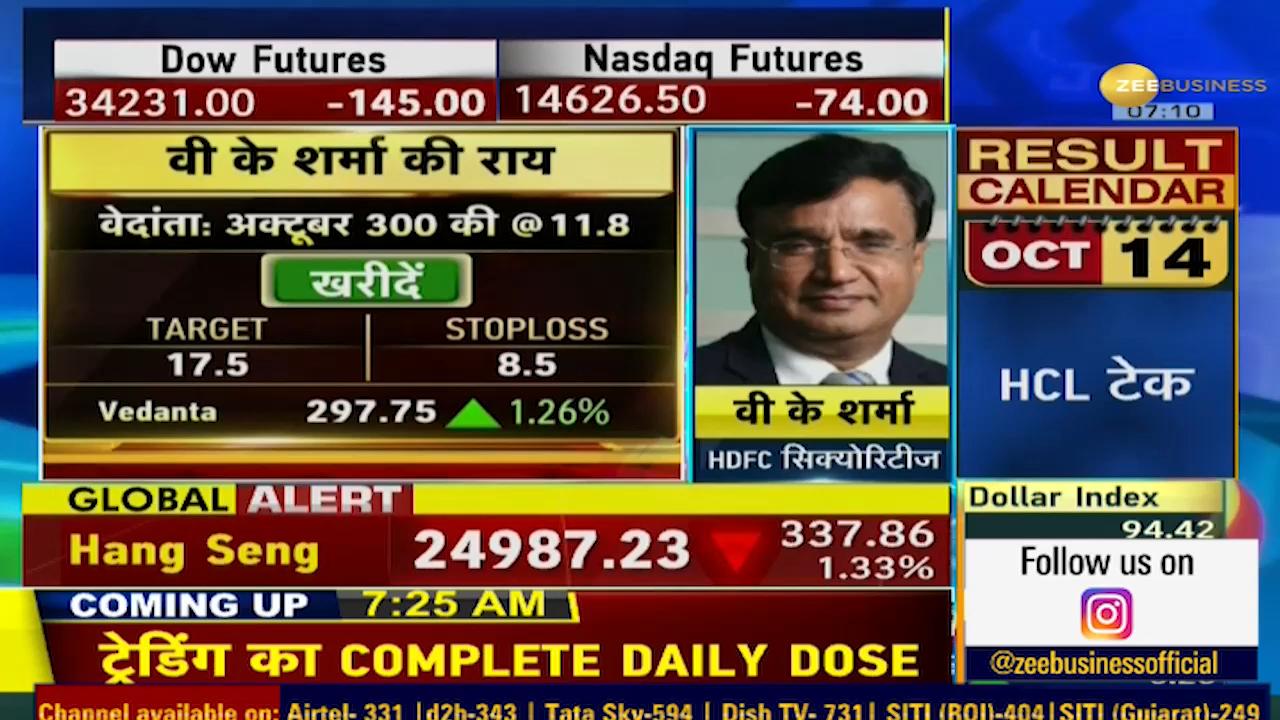 Dow Futures
34231.00 -145.00
Nasdaq Futures
14626.50 -74.00
ZEEBUSINESS
07:10
वी के शर्मा की राय
वेदांता: अक्टूबर 300 की @ 11.8
खरीदें
TARGET
17.5
STOPLOSS
8.5
Vedanta 297.75 1.26%
वी के शर्मा
HDFC सिक्योरिटीज
RESULT
CALENDAR
OCT 14
HCL टेक
GLOBAL ALERT
Hang Seng 24987.23 337.86
1.33%
Dollar Index
94.42
Follow us on
@zeebusinessofficial
COMING UP 7:25 AM
ट्रेडिंग का COMPLETE DAILY DOSE
Channel available on: Airtel- 331 |d2h-343 | Tata Sky-594 | Dish TV- 731| SITI (ROI)-404|SITI (Gujarat)-249